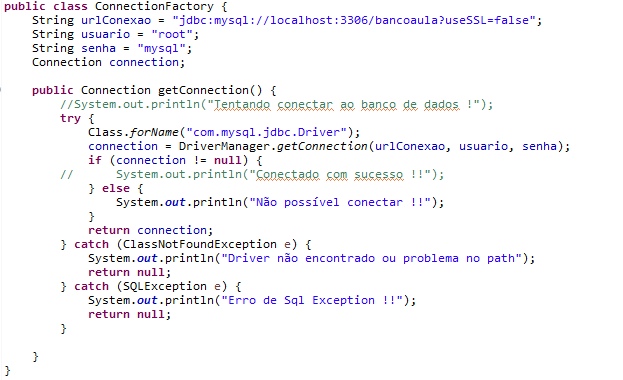 public class ConnectionFactory {
    String urlConexao = "jdbc:mysql://localhost:3306/bancoaula?useSSL=false";
    String usuario = "root";
    String senha = "mysql";
    Connection connection;

    public Connection getConnection() {
        //System.out.println("Tentando conectar ao banco de dados !");
        try {
            Class.forName("com.mysql.jdbc.Driver");
            connection = DriverManager.getConnection(urlConexao, usuario, senha);
            if (connection != null) {
        //      System.out.println("Conectado com sucesso !!");
            } else {
                System.out.println("Não possível conectar !!");
            }
            return connection;
        } catch (ClassNotFoundException e) {
            System.out.println("Driver não encontrado ou problema no path");
            return null;
        } catch (SQLException e) {
            System.out.println("Erro de Sql Exception !!");
            return null;
        }

    }
}